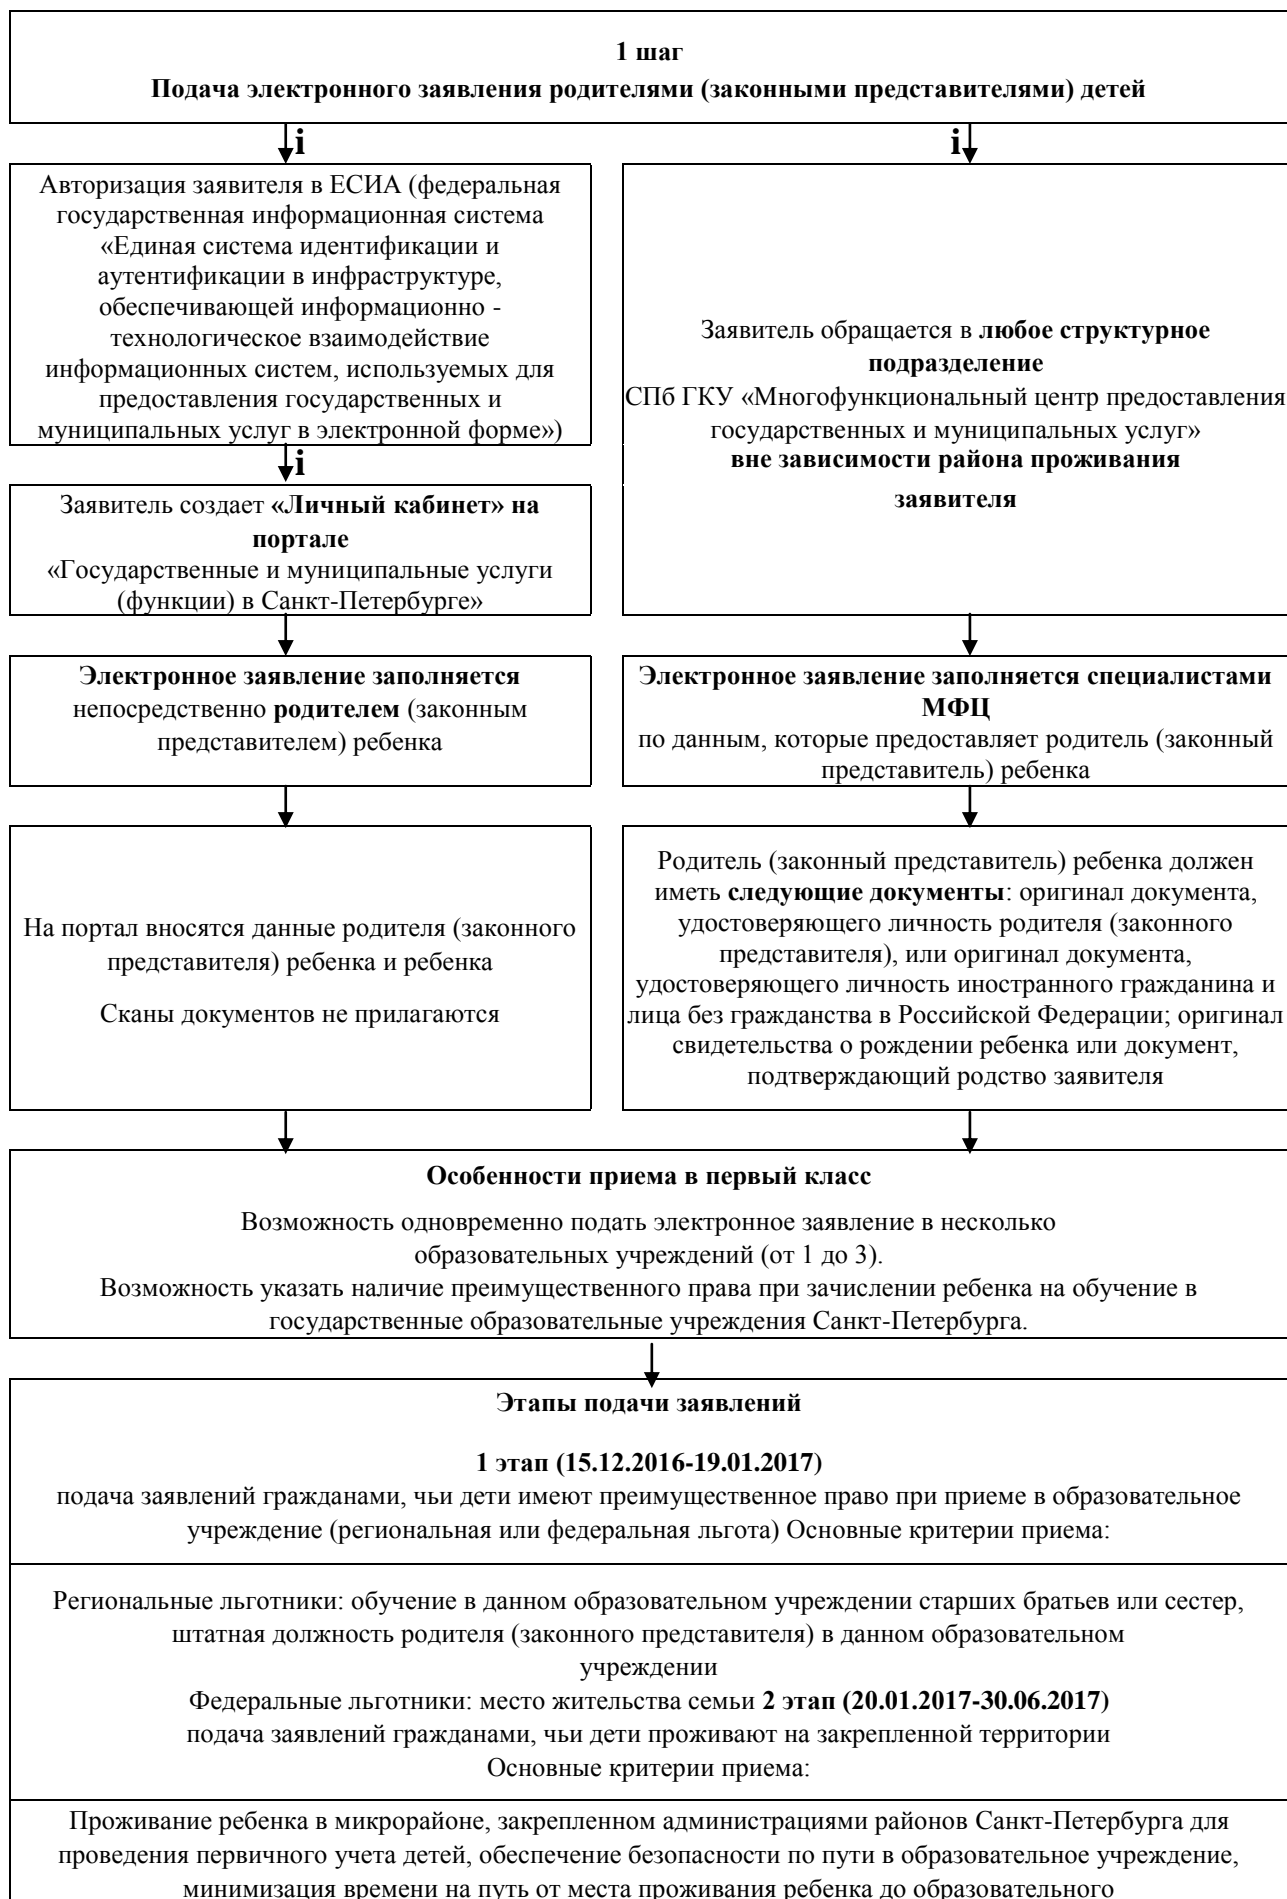 1 шаг
Подача электронного заявления родителями (законными представителями) детей
i
i
Авторизация заявителя в ЕСИА (федеральная
государственная информационная система
«Единая система идентификации и
аутентификации в инфраструктуре,
обеспечивающей информационно -
технологическое взаимодействие
информационных систем, используемых для
предоставления государственных и
муниципальных услуг в электронной форме»)
i
Заявитель создает «Личный кабинет» на
портале
«Государственные и муниципальные услуги
(функции) в Санкт-Петербурге»
Заявитель обращается в любое структурное
подразделение
СПб ГКУ «Многофункциональный центр предоставления
государственных и муниципальных услуг»
вне зависимости района проживания
заявителя
Электронное заявление заполняется
непосредственно родителем (законным
представителем) ребенка
Электронное заявление заполняется специалистами
МФЦ
по данным, которые предоставляет родитель (законный
представитель) ребенка
На портал вносятся данные родителя (законного
представителя) ребенка и ребенка
Сканы документов не прилагаются
Родитель (законный представитель) ребенка должен
иметь следующие документы: оригинал документа,
удостоверяющего личность родителя (законного
представителя), или оригинал документа,
удостоверяющего личность иностранного гражданина и
лица без гражданства в Российской Федерации; оригинал
свидетельства о рождении ребенка или документ,
подтверждающий родство заявителя
Особенности приема в первый класс
Возможность одновременно подать электронное заявление в несколько
образовательных учреждений (от 1 до 3).
Возможность указать наличие преимущественного права при зачислении ребенка на обучение в
государственные образовательные учреждения Санкт-Петербурга.
Этапы подачи заявлений
1 этап (15.12.2016-19.01.2017)
подача заявлений гражданами, чьи дети имеют преимущественное право при приеме в образовательное
учреждение (региональная или федеральная льгота) Основные критерии приема:
Региональные льготники: обучение в данном образовательном учреждении старших братьев или сестер,
штатная должность родителя (законного представителя) в данном образовательном
учреждении
Федеральные льготники: место жительства семьи 2 этап (20.01.2017-30.06.2017)
подача заявлений гражданами, чьи дети проживают на закрепленной территории
Основные критерии приема:
Проживание ребенка в микрорайоне, закрепленном администрациями районов Санкт-Петербурга для
проведения первичного учета детей, обеспечение безопасности по пути в образовательное учреждение,
минимизация времени на путь от места проживания ребенка до образовательного